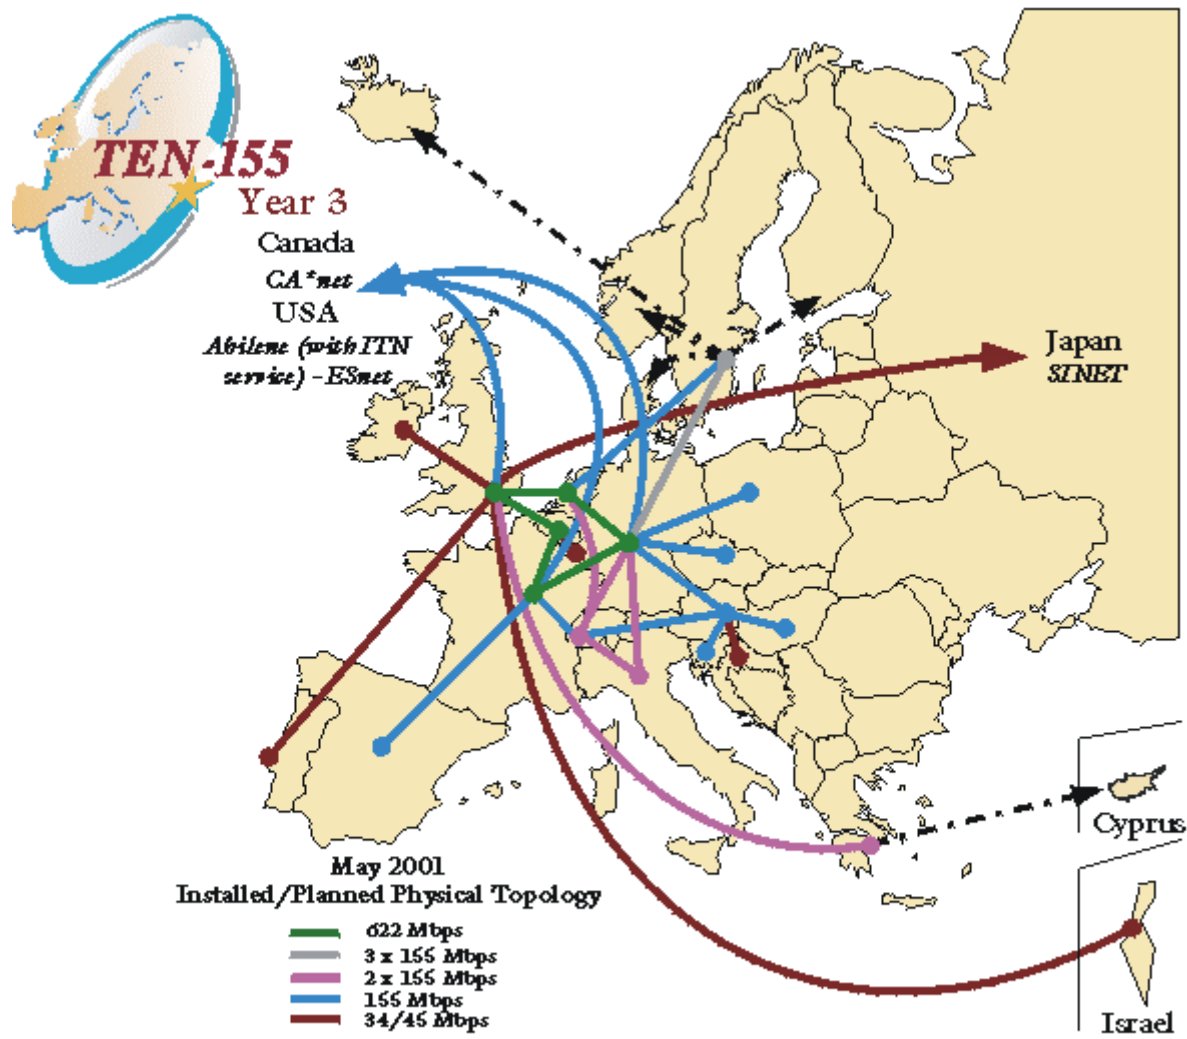 TEN-155
Year 3
Canada
CA*net
USA
Abilene (with ITN
service) - ESnet
Japan
SINET
Cyprus
Israel
May 2001
Installed/Planned Physical Topology
622 Mbps
3 x 155 Mbps
2 x 155 Mbps
155 Mbps
34/45 Mbps